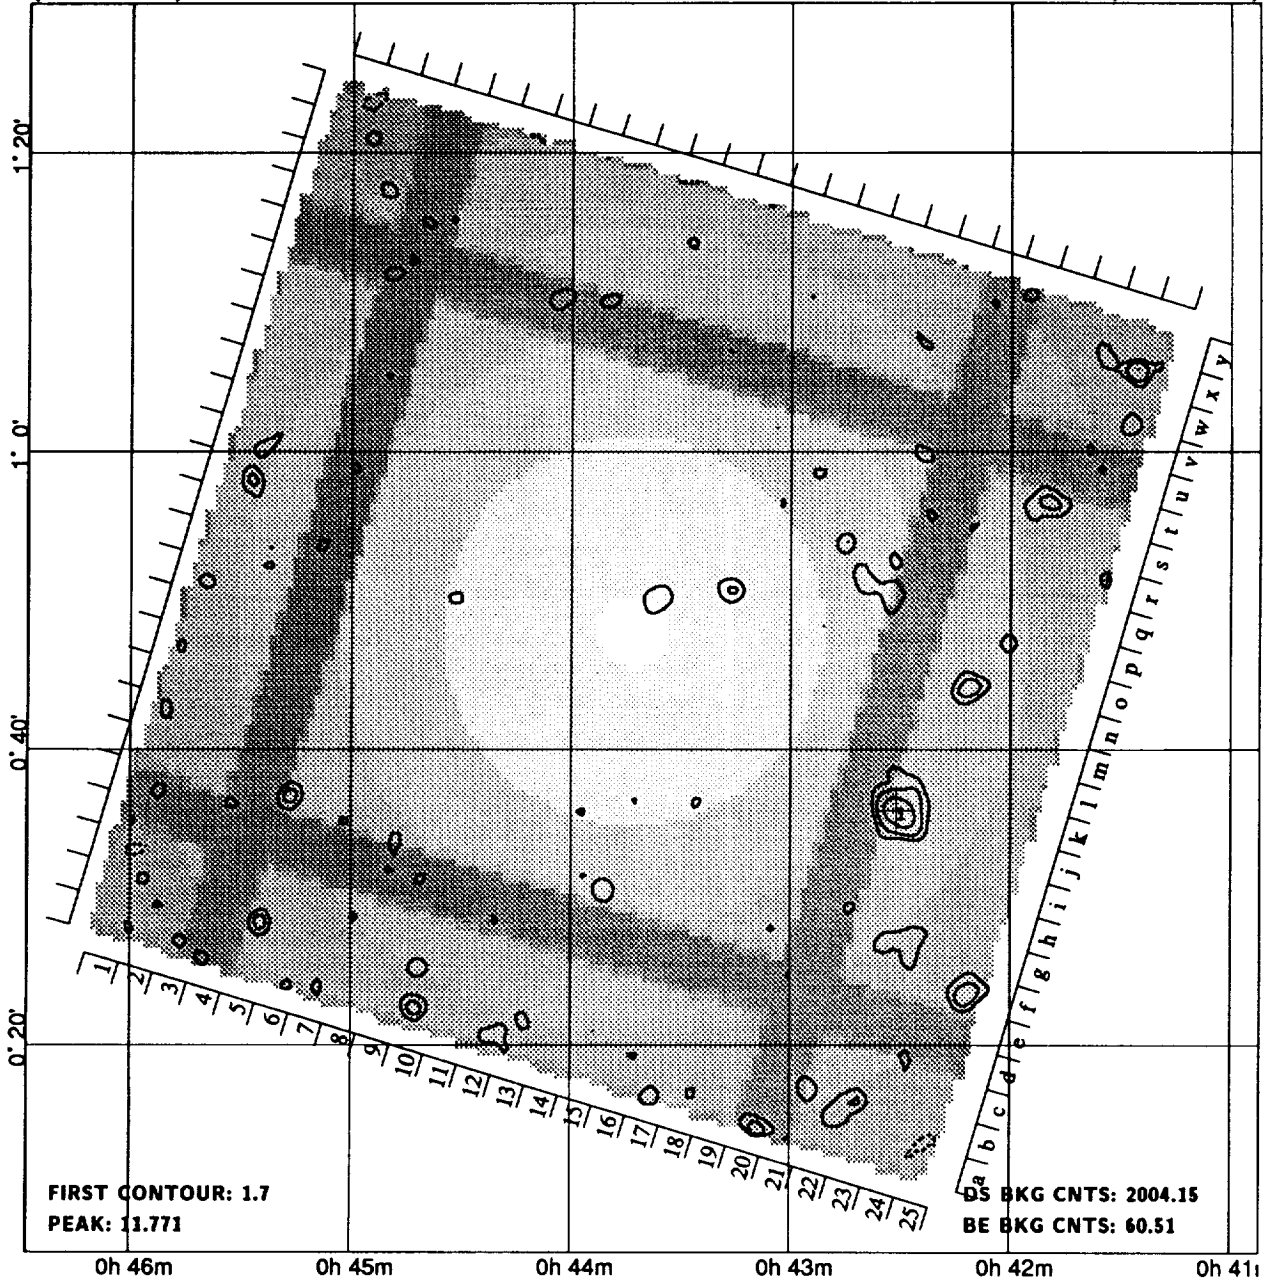 1° 20'
1° 0'
0° 40'
0° 20'
y
x
w
v
u
t
s
r
q
p
o
n
m
l
k
j
i
h
g
f
e
d
c
b
a
1
2
3
4
5
6
7
8
9
10
11
12
13
14
15
16
17
18
19
20
21
22
23
24
25
FIRST CONTOUR: 1.7
PEAK: 11.771
DS BKG CNTS: 2004.15
BE BKG CNTS: 60.51
0h 46m
0h 45m
0h 44m
0h 43m
0h 42m
0h 41